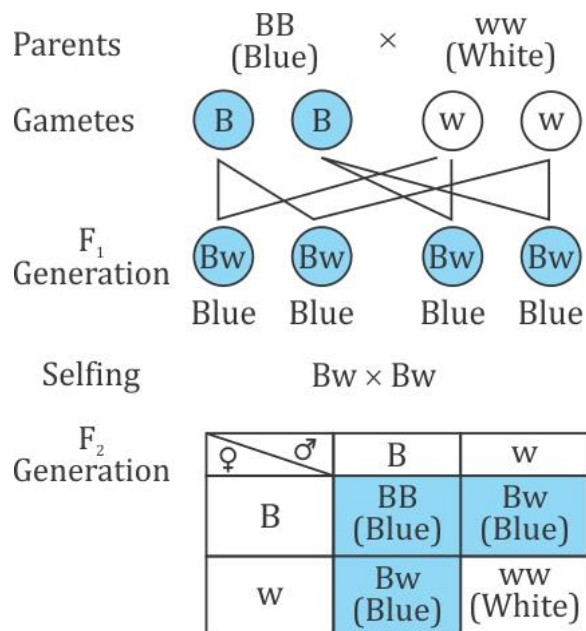 Parents BB (Blue) × ww (White)
Gametes B B w w
F₁ Generation Bw Bw Bw Bw
Blue Blue Blue Blue
Selfing Bw × Bw
F₂ Generation
♀ ♂ B w
B BB (Blue) Bw (Blue)
w Bw (Blue) ww (White)